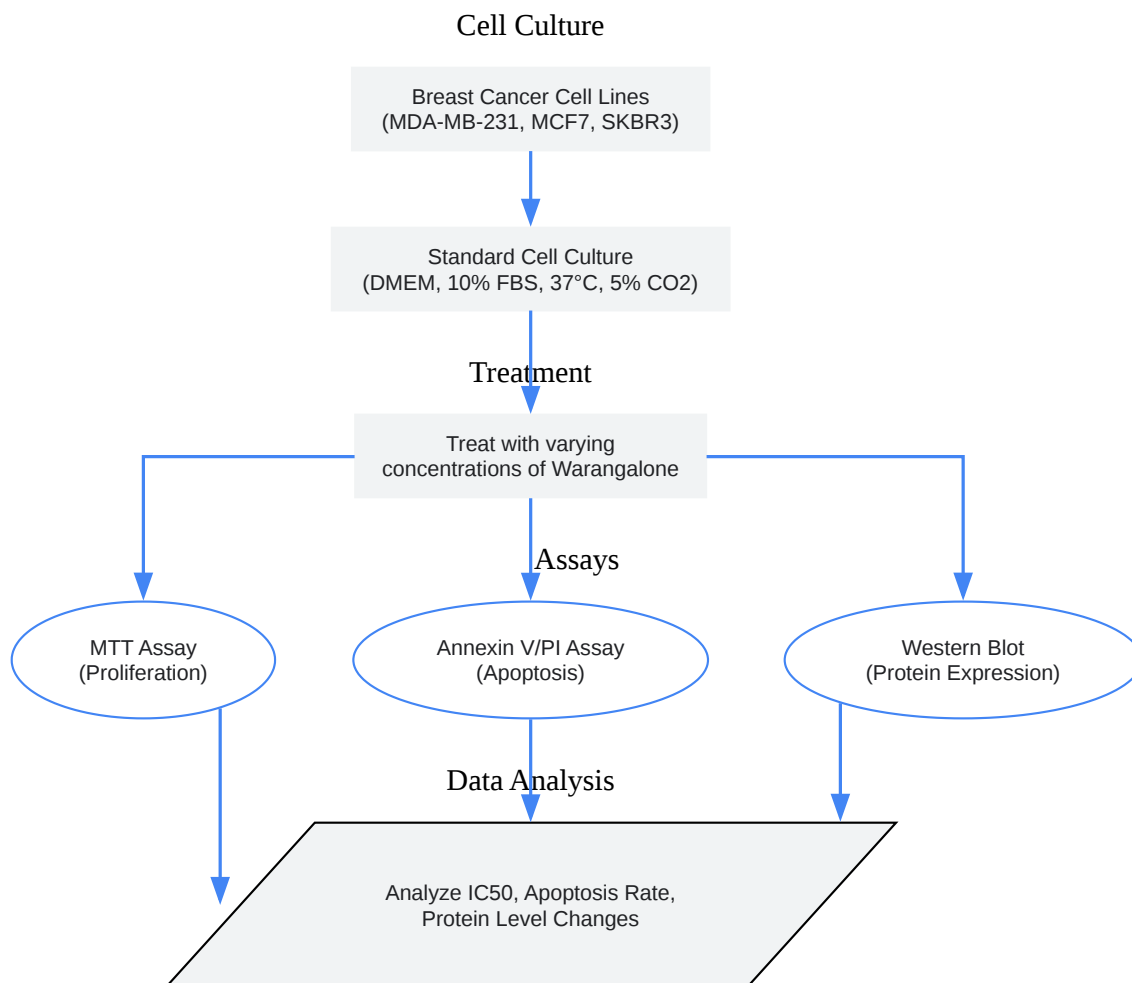 Cell Culture
Breast Cancer Cell Lines
(MDA-MB-231, MCF7, SKBR3)
Standard Cell Culture
(DMEM, 10% FBS, 37°C, 5% CO2)
Treatment
Treat with varying
concentrations of Warangalone
Assays
MTT Assay
(Proliferation)
Annexin V/PI Assay
(Apoptosis)
Western Blot
(Protein Expression)
Data Analysis
Analyze IC50, Apoptosis Rate,
Protein Level Changes